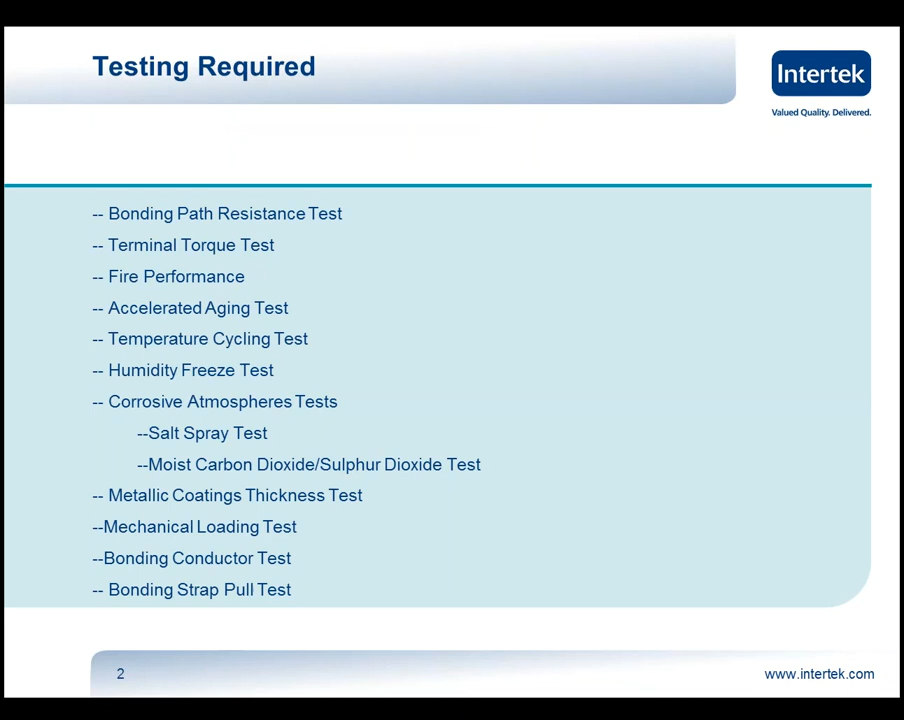 Testing Required
Intertek
Valued Quality. Delivered.
-- Bonding Path Resistance Test
-- Terminal Torque Test
-- Fire Performance
-- Accelerated Aging Test
-- Temperature Cycling Test
-- Humidity Freeze Test
-- Corrosive Atmospheres Tests
--Salt Spray Test
--Moist Carbon Dioxide/Sulphur Dioxide Test
-- Metallic Coatings Thickness Test
--Mechanical Loading Test
--Bonding Conductor Test
-- Bonding Strap Pull Test
2
www.intertek.com